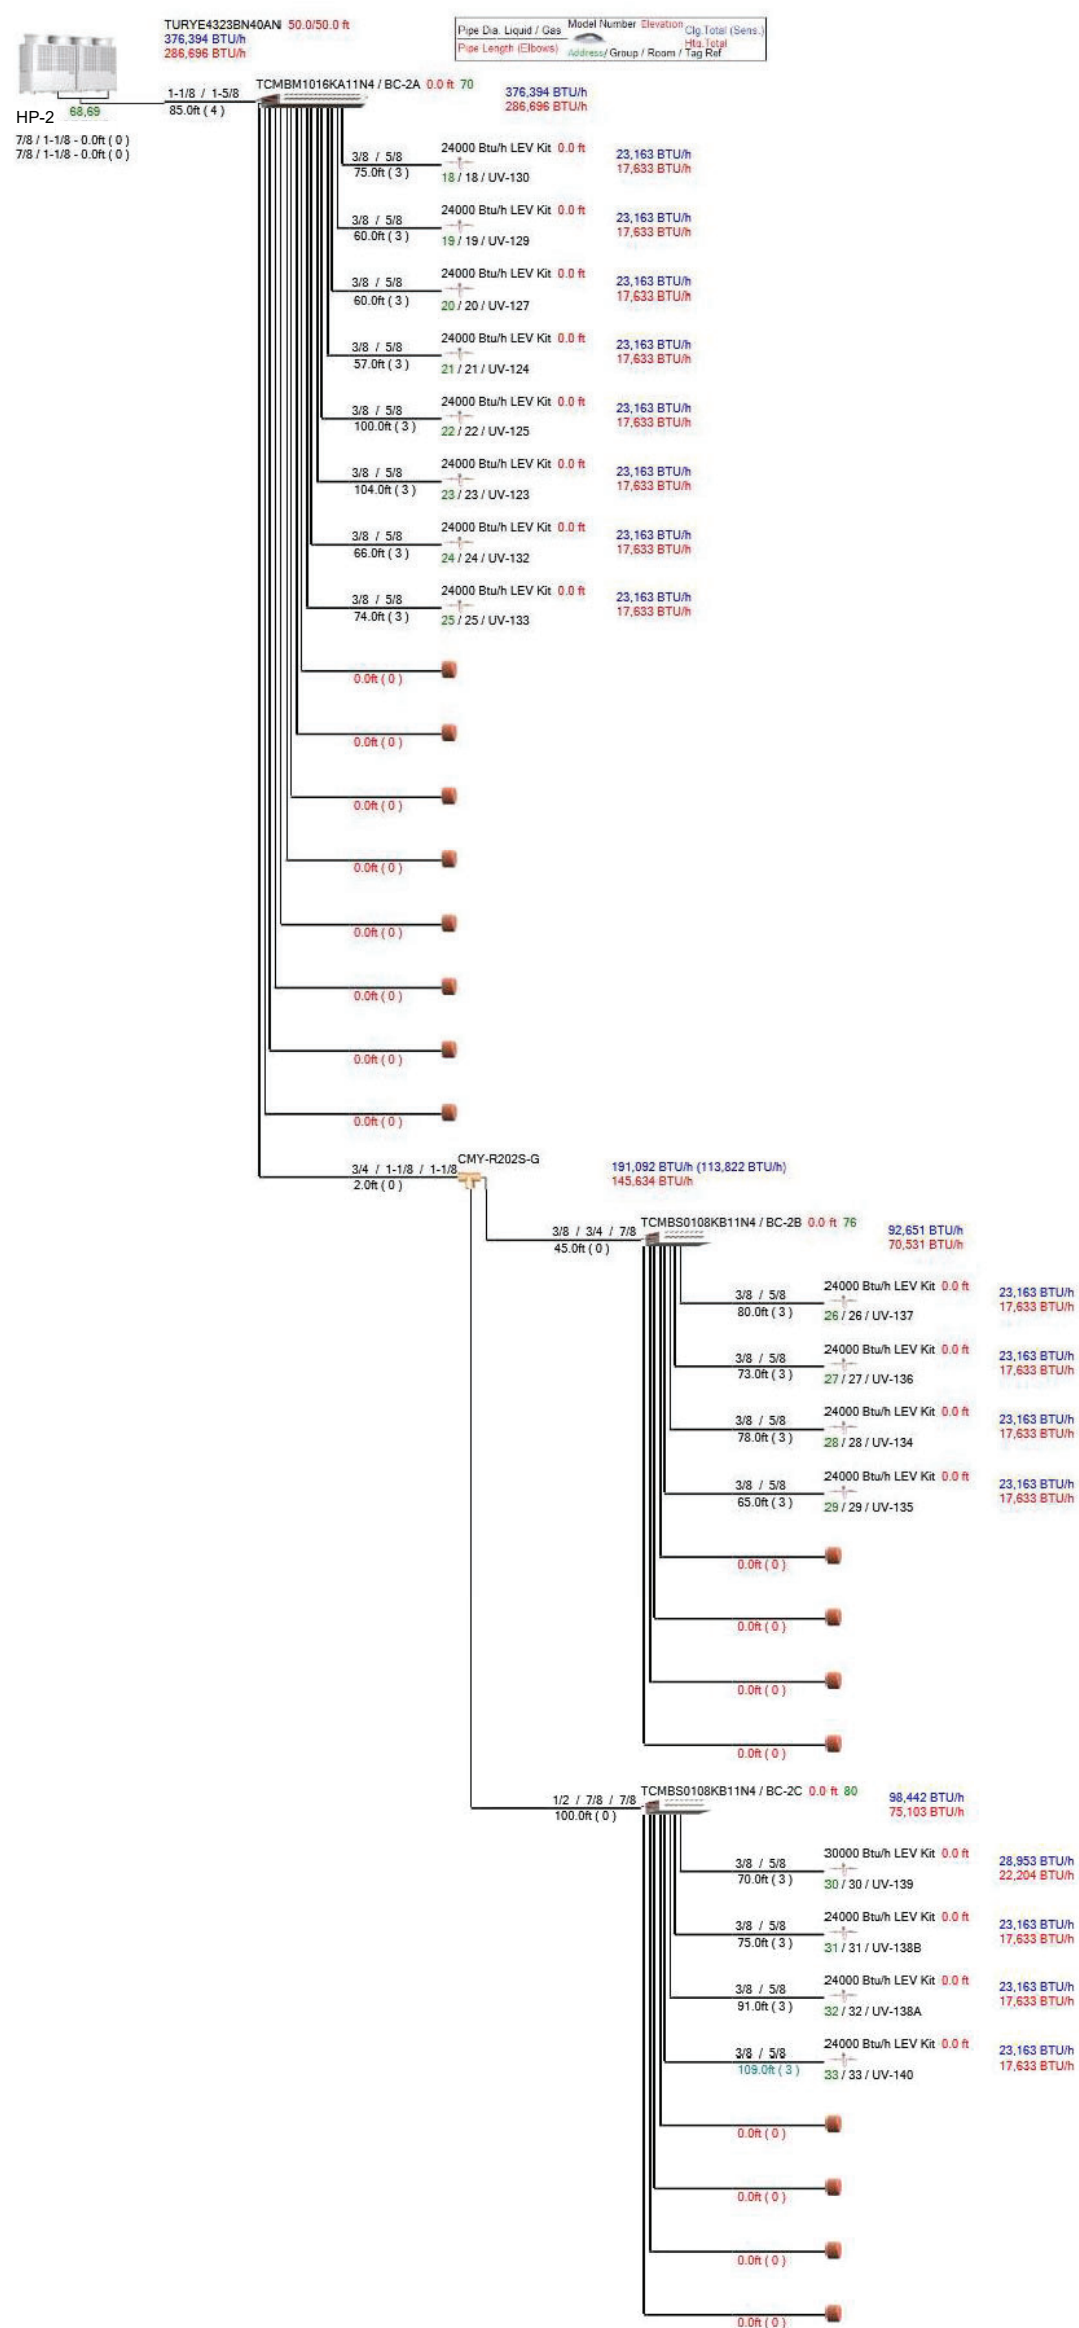 TURYE4323BN40AN 50.0/50.0 ft
376,394 BTU/h
286,696 BTU/h
Pipe Dia. Liquid / Gas Model Number Elevation Clg.Total (Sens.)
Htg.Total
Pipe Length (Elbows) Address/ Group / Room / Tag Ref.
HP-2
68,69
7/8 / 1-1/8 - 0.0ft ( 0 )
7/8 / 1-1/8 - 0.0ft ( 0 )
1-1/8 / 1-5/8
85.0ft ( 4 )
TCMBM1016KA11N4 / BC-2A 0.0 ft 70
376,394 BTU/h
286,696 BTU/h
3/8 / 5/8
75.0ft ( 3 )
24000 Btu/h LEV Kit 0.0 ft
18 / 18 / UV-130
23,163 BTU/h
17,633 BTU/h
3/8 / 5/8
60.0ft ( 3 )
24000 Btu/h LEV Kit 0.0 ft
19 / 19 / UV-129
23,163 BTU/h
17,633 BTU/h
3/8 / 5/8
60.0ft ( 3 )
24000 Btu/h LEV Kit 0.0 ft
20 / 20 / UV-127
23,163 BTU/h
17,633 BTU/h
3/8 / 5/8
57.0ft ( 3 )
24000 Btu/h LEV Kit 0.0 ft
21 / 21 / UV-124
23,163 BTU/h
17,633 BTU/h
3/8 / 5/8
100.0ft ( 3 )
24000 Btu/h LEV Kit 0.0 ft
22 / 22 / UV-125
23,163 BTU/h
17,633 BTU/h
3/8 / 5/8
104.0ft ( 3 )
24000 Btu/h LEV Kit 0.0 ft
23 / 23 / UV-123
23,163 BTU/h
17,633 BTU/h
3/8 / 5/8
66.0ft ( 3 )
24000 Btu/h LEV Kit 0.0 ft
24 / 24 / UV-132
23,163 BTU/h
17,633 BTU/h
3/8 / 5/8
74.0ft ( 3 )
24000 Btu/h LEV Kit 0.0 ft
25 / 25 / UV-133
23,163 BTU/h
17,633 BTU/h
0.0ft ( 0 )
0.0ft ( 0 )
0.0ft ( 0 )
0.0ft ( 0 )
0.0ft ( 0 )
0.0ft ( 0 )
0.0ft ( 0 )
0.0ft ( 0 )
3/4 / 1-1/8 / 1-1/8
2.0ft ( 0 )
CMY-R202S-G
191,092 BTU/h (113,822 BTU/h)
145,634 BTU/h
3/8 / 3/4 / 7/8
45.0ft ( 0 )
TCMBS0108KB11N4 / BC-2B 0.0 ft 76
92,651 BTU/h
70,531 BTU/h
3/8 / 5/8
80.0ft ( 3 )
24000 Btu/h LEV Kit 0.0 ft
26 / 26 / UV-137
23,163 BTU/h
17,633 BTU/h
3/8 / 5/8
73.0ft ( 3 )
24000 Btu/h LEV Kit 0.0 ft
27 / 27 / UV-136
23,163 BTU/h
17,633 BTU/h
3/8 / 5/8
78.0ft ( 3 )
24000 Btu/h LEV Kit 0.0 ft
28 / 28 / UV-134
23,163 BTU/h
17,633 BTU/h
3/8 / 5/8
65.0ft ( 3 )
24000 Btu/h LEV Kit 0.0 ft
29 / 29 / UV-135
23,163 BTU/h
17,633 BTU/h
0.0ft ( 0 )
0.0ft ( 0 )
0.0ft ( 0 )
0.0ft ( 0 )
1/2 / 7/8 / 7/8
100.0ft ( 0 )
TCMBS0108KB11N4 / BC-2C 0.0 ft 80
98,442 BTU/h
75,103 BTU/h
3/8 / 5/8
70.0ft ( 3 )
30000 Btu/h LEV Kit 0.0 ft
30 / 30 / UV-139
28,953 BTU/h
22,204 BTU/h
3/8 / 5/8
75.0ft ( 3 )
24000 Btu/h LEV Kit 0.0 ft
31 / 31 / UV-138B
23,163 BTU/h
17,633 BTU/h
3/8 / 5/8
91.0ft ( 3 )
24000 Btu/h LEV Kit 0.0 ft
32 / 32 / UV-138A
23,163 BTU/h
17,633 BTU/h
3/8 / 5/8
109.0ft ( 3 )
24000 Btu/h LEV Kit 0.0 ft
33 / 33 / UV-140
23,163 BTU/h
17,633 BTU/h
0.0ft ( 0 )
0.0ft ( 0 )
0.0ft ( 0 )
0.0ft ( 0 )